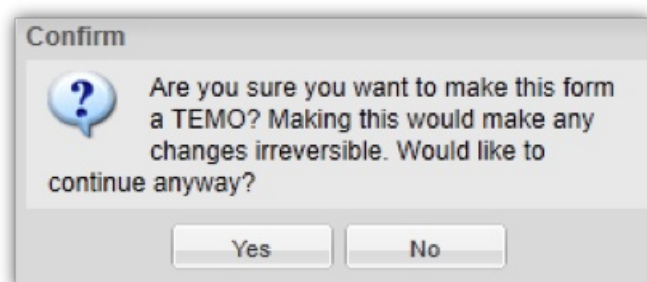 Confirm
Are you sure you want to make this form
a TEMO? Making this would make any
changes irreversible. Would like to
continue anyway?
Yes
No